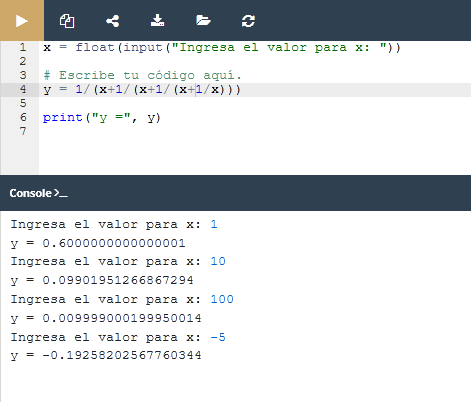 1 x = float(input("Ingresa el valor para x: "))
2
3 # Escribe tu código aquí.
4 y = 1/(x+1/(x+1/(x+1/x)))
5
6 print("y =", y)
7
Console >_
Ingresa el valor para x: 1
y = 0.6000000000000001
Ingresa el valor para x: 10
y = 0.09901951266867294
Ingresa el valor para x: 100
y = 0.009999000199950014
Ingresa el valor para x: -5
y = -0.19258202567760344